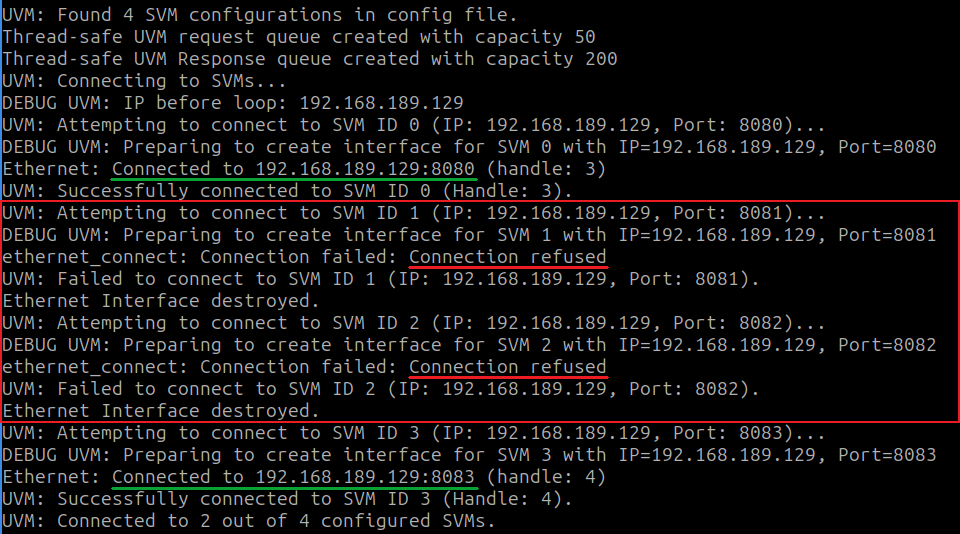 UVM: Found 4 SVM configurations in config file.
Thread-safe UVM request queue created with capacity 50
Thread-safe UVM Response queue created with capacity 200
UVM: Connecting to SVMs...
DEBUG UVM: IP before loop: 192.168.189.129
UVM: Attempting to connect to SVM ID 0 (IP: 192.168.189.129, Port: 8080)...
DEBUG UVM: Preparing to create interface for SVM 0 with IP=192.168.189.129, Port=8080
Ethernet: Connected to 192.168.189.129:8080 (handle: 3)
UVM: Successfully connected to SVM ID 0 (Handle: 3).
UVM: Attempting to connect to SVM ID 1 (IP: 192.168.189.129, Port: 8081)...
DEBUG UVM: Preparing to create interface for SVM 1 with IP=192.168.189.129, Port=8081
ethernet_connect: Connection failed: Connection refused
UVM: Failed to connect to SVM ID 1 (IP: 192.168.189.129, Port: 8081).
Ethernet Interface destroyed.
UVM: Attempting to connect to SVM ID 2 (IP: 192.168.189.129, Port: 8082)...
DEBUG UVM: Preparing to create interface for SVM 2 with IP=192.168.189.129, Port=8082
ethernet_connect: Connection failed: Connection refused
UVM: Failed to connect to SVM ID 2 (IP: 192.168.189.129, Port: 8082).
Ethernet Interface destroyed.
UVM: Attempting to connect to SVM ID 3 (IP: 192.168.189.129, Port: 8083)...
DEBUG UVM: Preparing to create interface for SVM 3 with IP=192.168.189.129, Port=8083
Ethernet: Connected to 192.168.189.129:8083 (handle: 4)
UVM: Successfully connected to SVM ID 3 (Handle: 4).
UVM: Connected to 2 out of 4 configured SVMs.